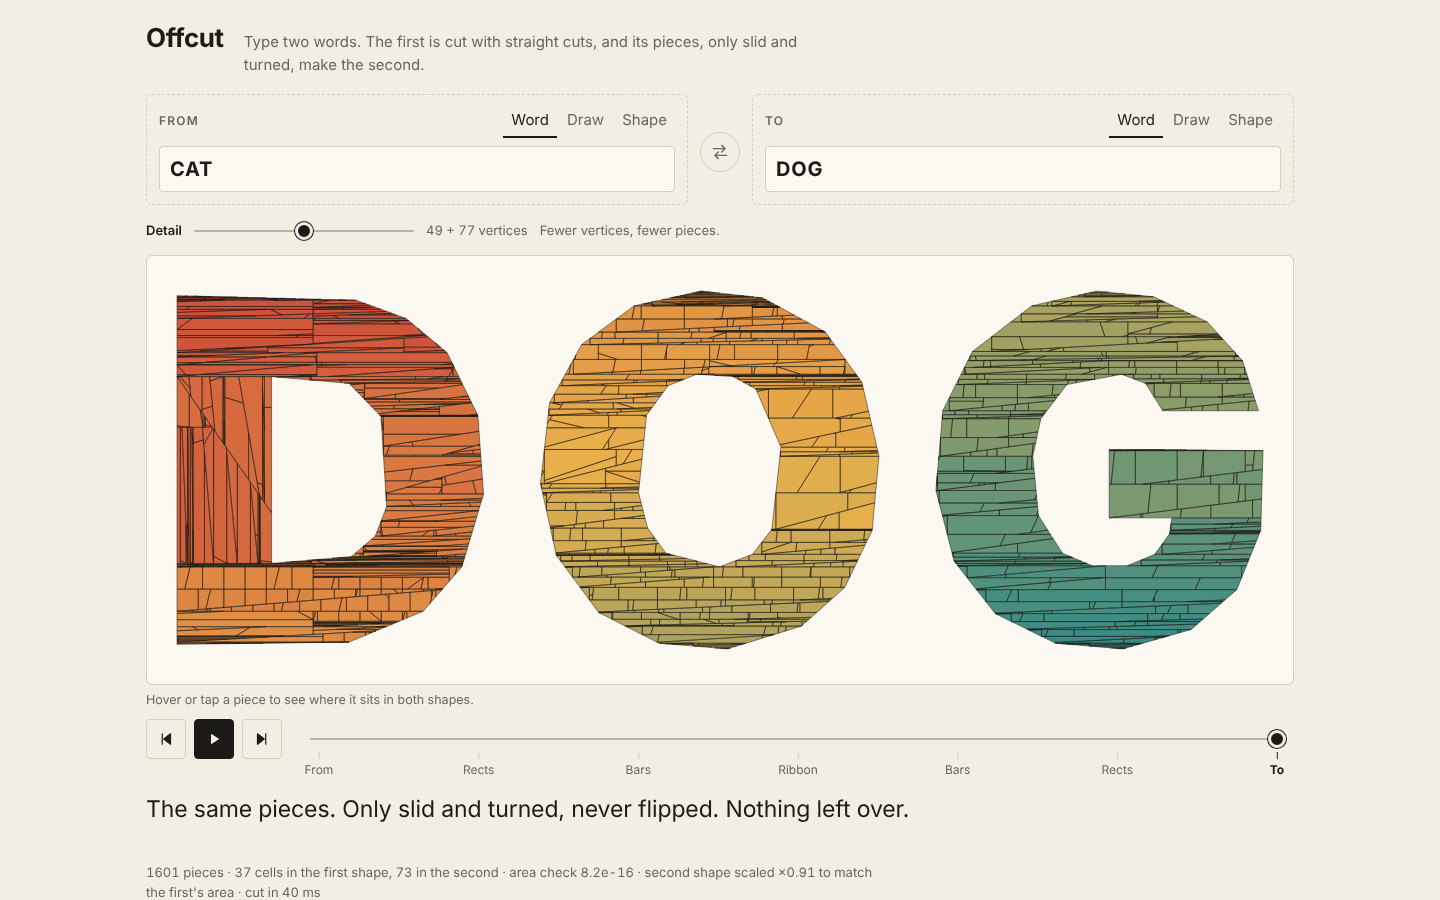 Offcut
Type two words. The first is cut with straight cuts, and its pieces, only slid and
turned, make the second.
FROM
Word Draw Shape
CAT
TO
Word Draw Shape
DOG
Detail
49 + 77 vertices Fewer vertices, fewer pieces.
DOG
Hover or tap a piece to see where it sits in both shapes.
From Rects Bars Ribbon Bars Rects To
The same pieces. Only slid and turned, never flipped. Nothing left over.
1601 pieces · 37 cells in the first shape, 73 in the second · area check 8.2e-16 · second shape scaled ×0.91 to match
the first's area · cut in 40 ms